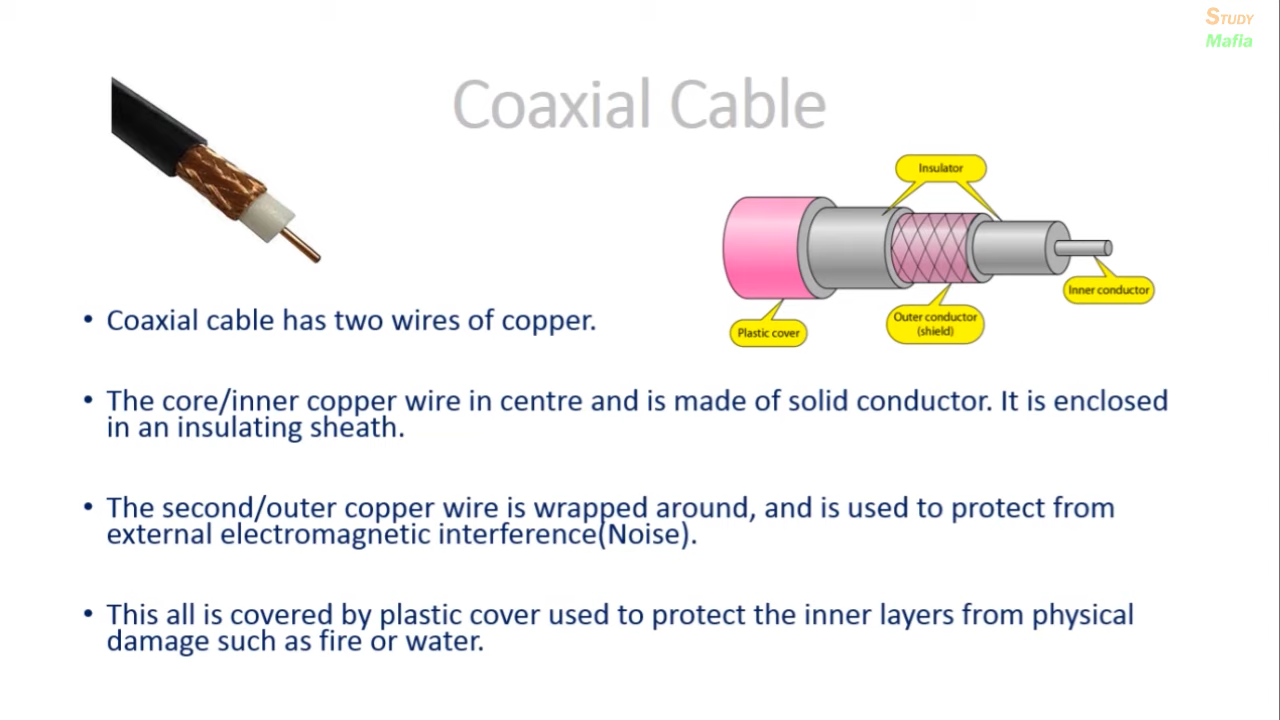 STUDY
Mafia
Coaxial Cable
Insulator
Inner conductor
Outer conductor
(shield)
Plastic cover
• Coaxial cable has two wires of copper.
• The core/inner copper wire in centre and is made of solid conductor. It is enclosed
in an insulating sheath.
• The second/outer copper wire is wrapped around, and is used to protect from
external electromagnetic interference(Noise).
• This all is covered by plastic cover used to protect the inner layers from physical
damage such as fire or water.